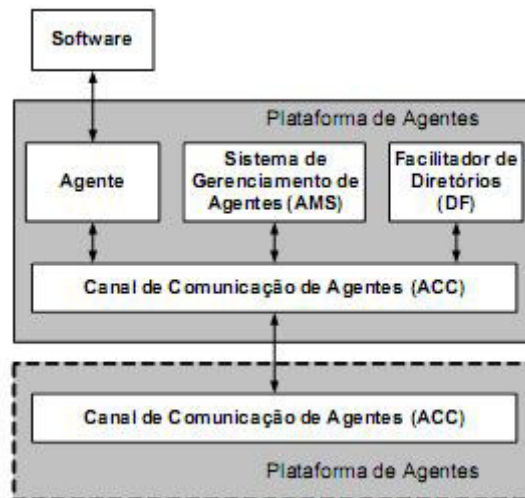 Software
Plataforma de Agentes
Agente
Sistema de
Gerenciamento de
Agentes (AMS)
Facilitador de
Diretórios
(DF)
Canal de Comunicação de Agentes (ACC)
Canal de Comunicação de Agentes (ACC)
Plataforma de Agentes